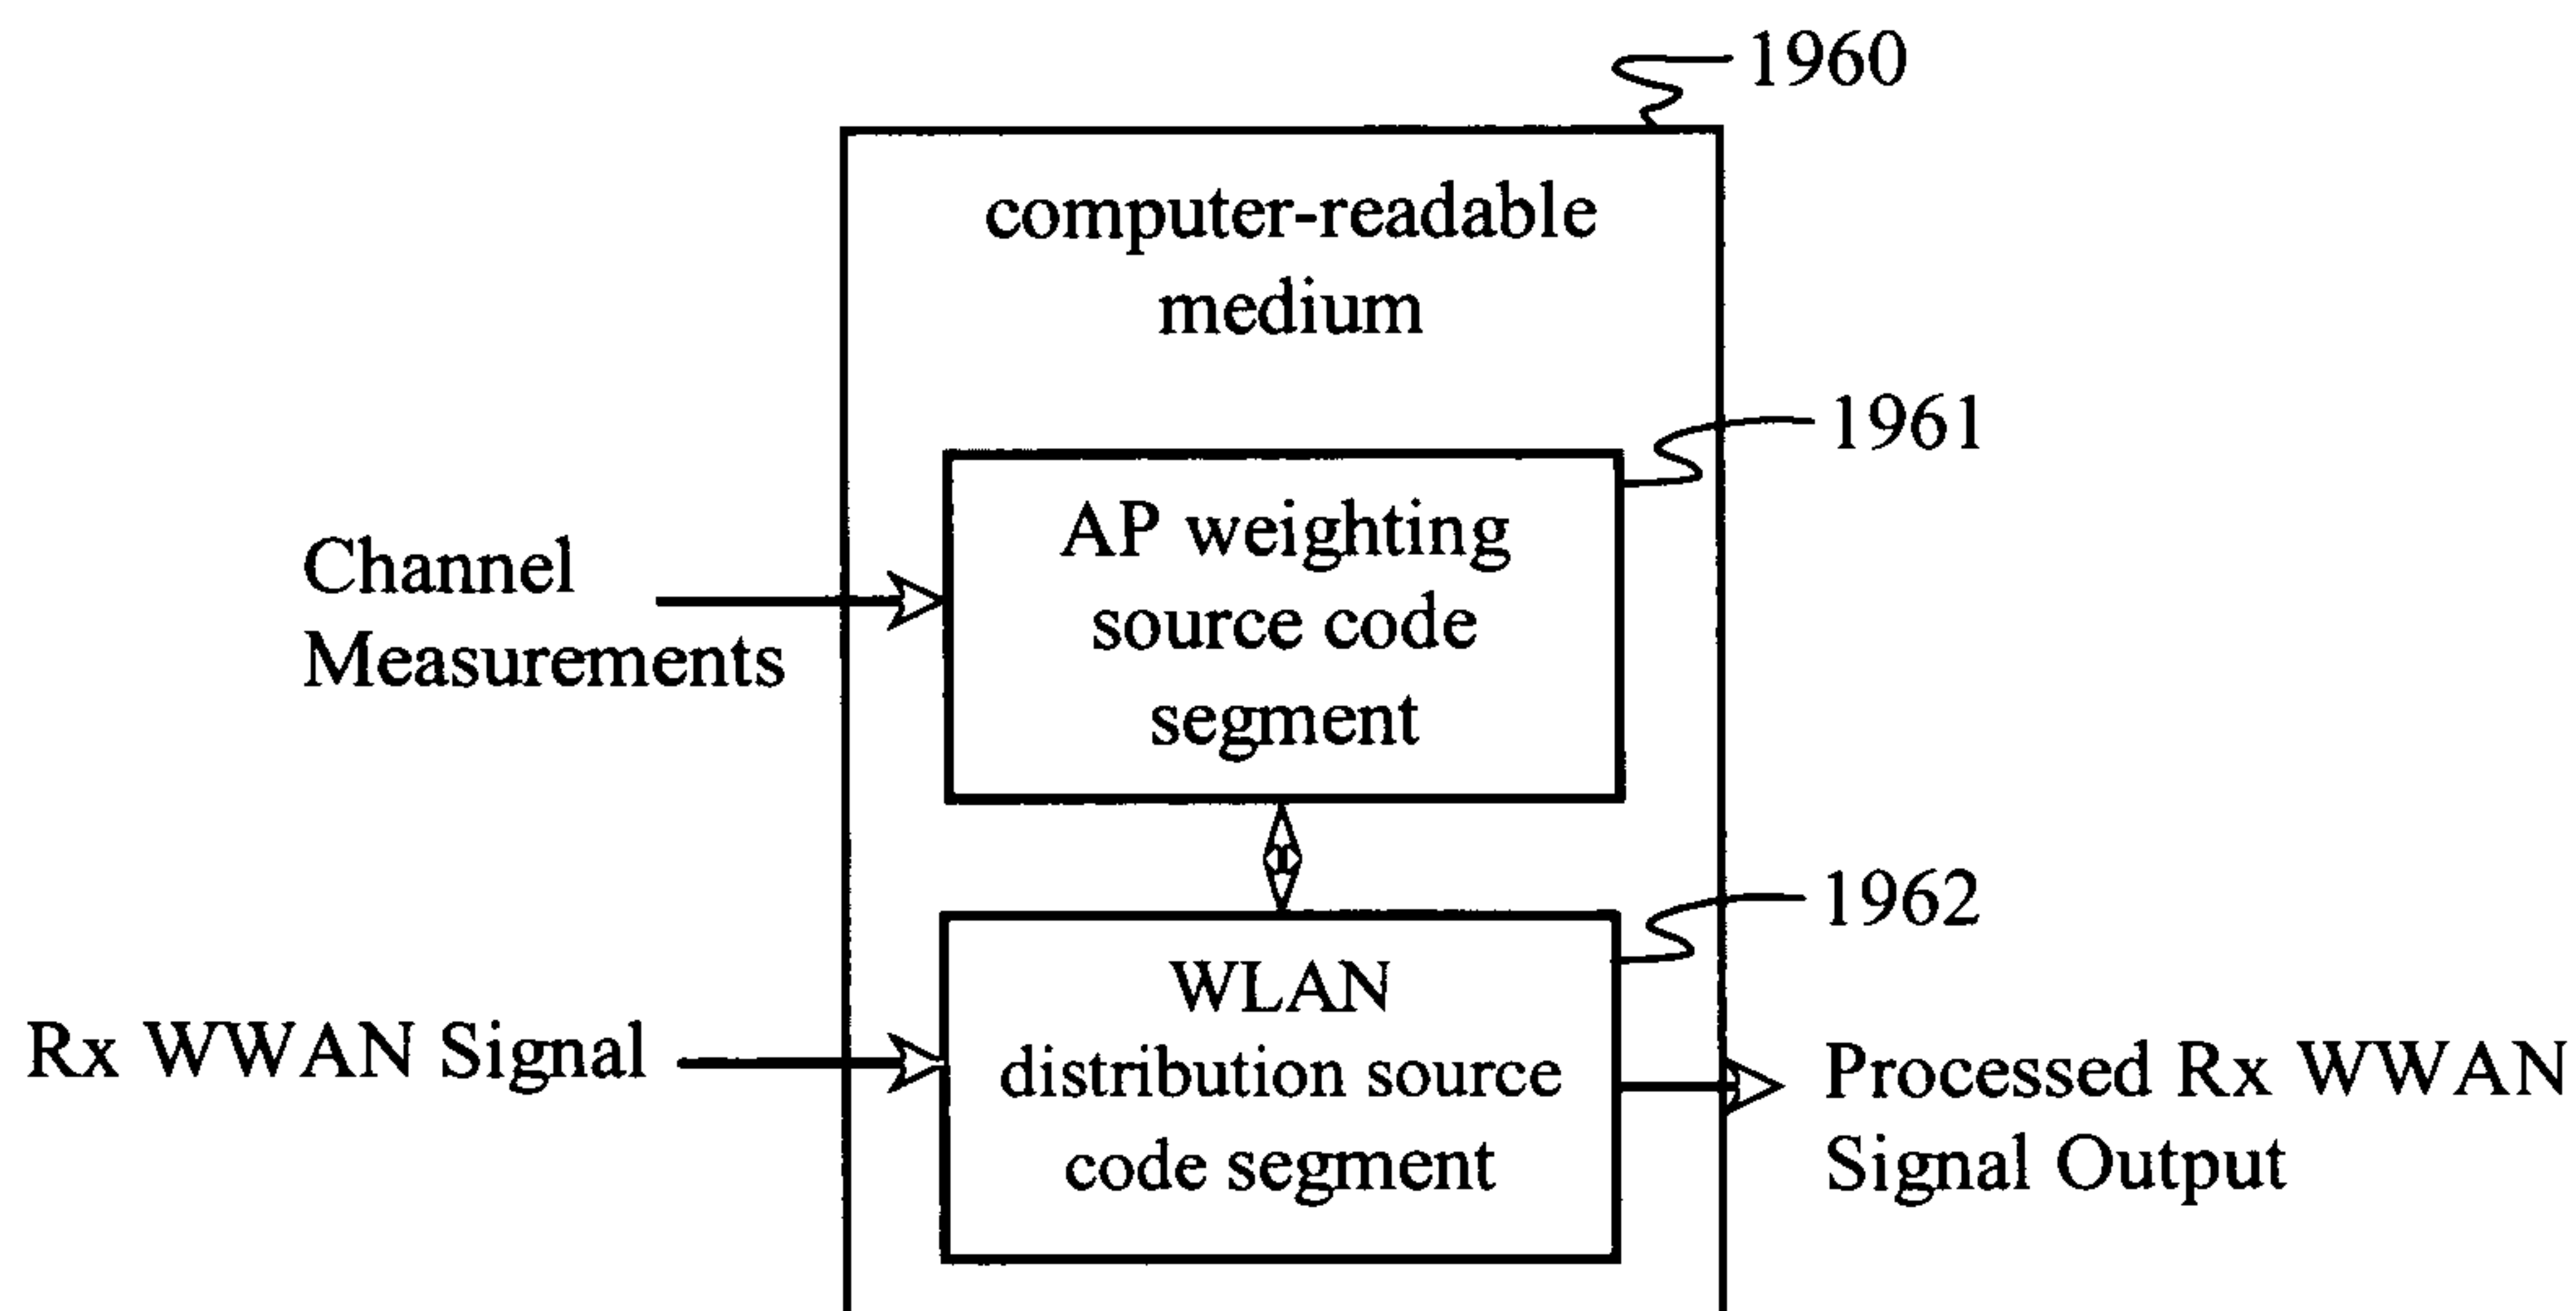 1960
computer-readable
medium
1961
AP weighting
source code
segment
Channel
Measurements
1962
WLAN
distribution source
code segment
Rx WWAN Signal
Processed Rx WWAN
Signal Output